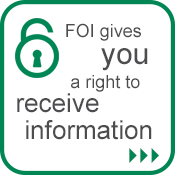 FOI gives
you
a right to
receive
information